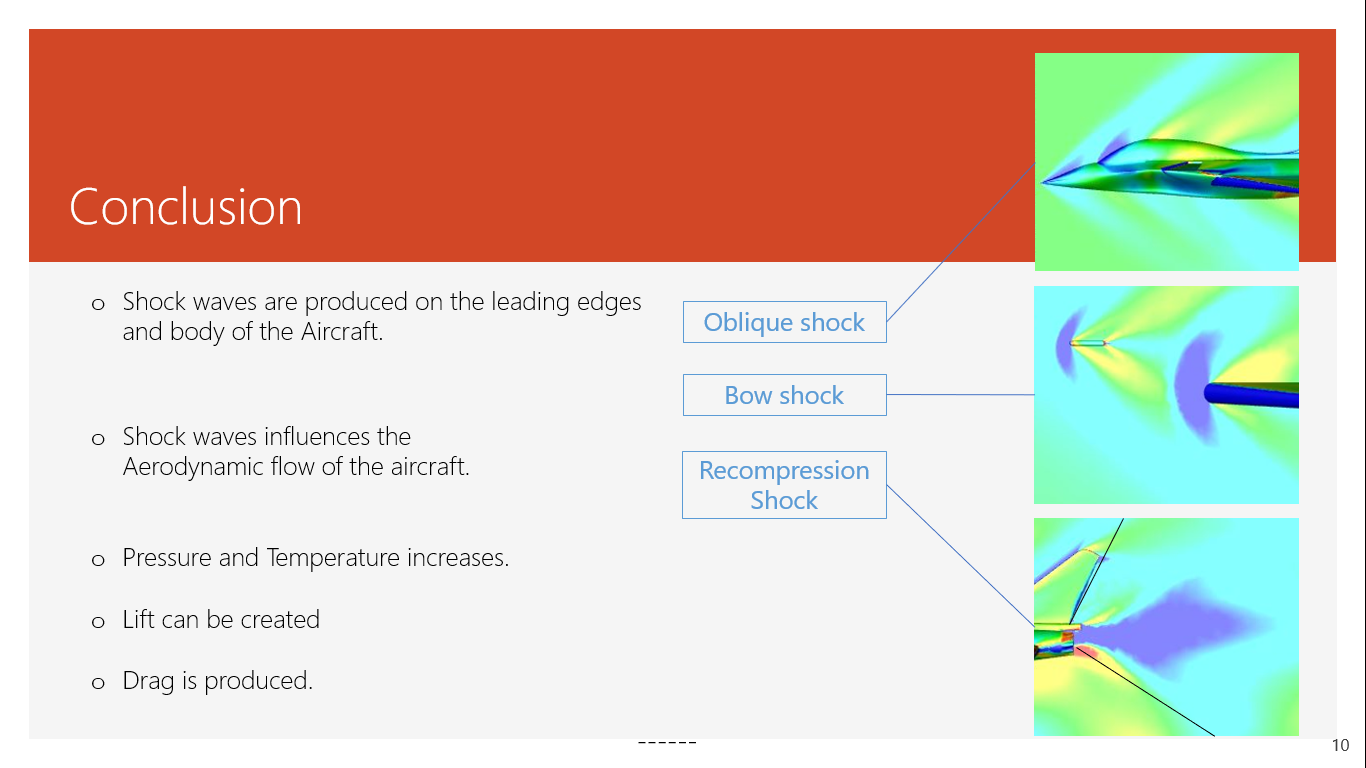 Conclusion
o Shock waves are produced on the leading edges
and body of the Aircraft.
o Shock waves influences the
Aerodynamic flow of the aircraft.
o Pressure and Temperature increases.
o Lift can be created
o Drag is produced.
Oblique shock
Bow shock
Recompression
Shock
------
10